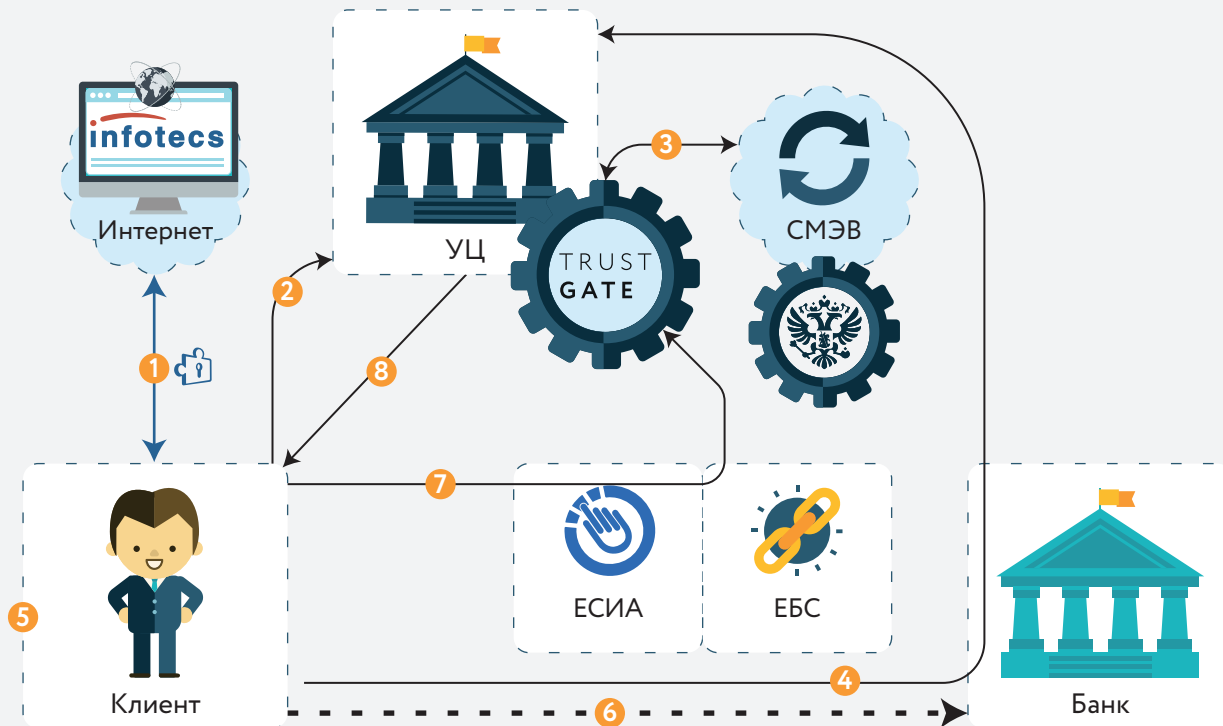 infotecs
Интернет
УЦ
TRUST
GATE
СМЭВ
1
2
3
4
5
6
7
8
ЕСИА
ЕБС
Клиент
Банк